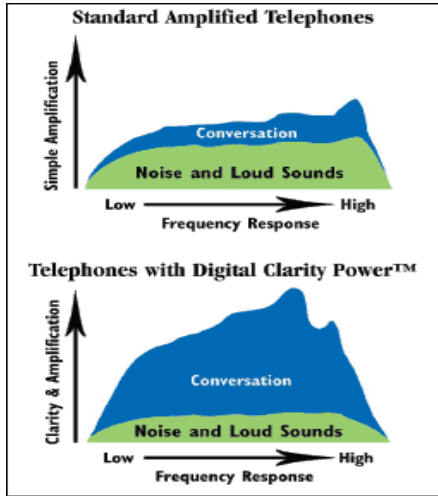 Standard Amplified Telephones
Simple Amplification
Conversation
Noise and Loud Sounds
Low
High
Frequency Response
Telephones with Digital Clarity Power™
Clarity & Amplification
Conversation
Noise and Loud Sounds
Low
High
Frequency Response